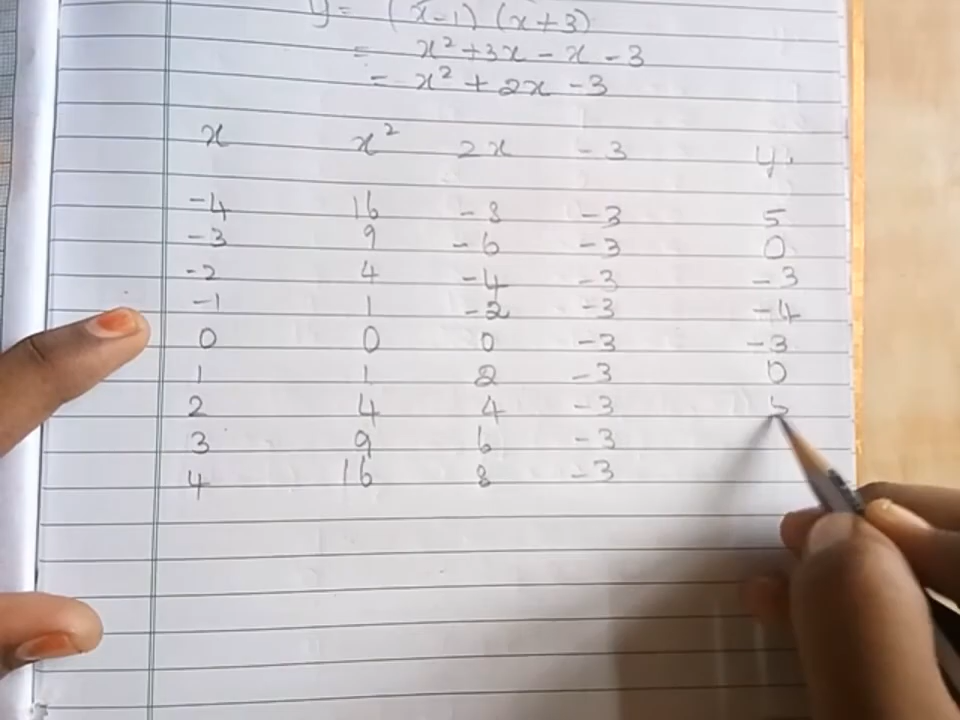 y = (x-1) (x+3)
= x² + 3x - x - 3
= x² + 2x - 3
x x² 2x -3 y
-4 16 -8 -3 5
-3 9 -6 -3 0
-2 4 -4 -3 -3
-1 1 -2 -3 -4
0 0 0 -3 -3
1 1 2 -3 0
2 4 4 -3 5
3 9 6 -3
4 16 8 -3